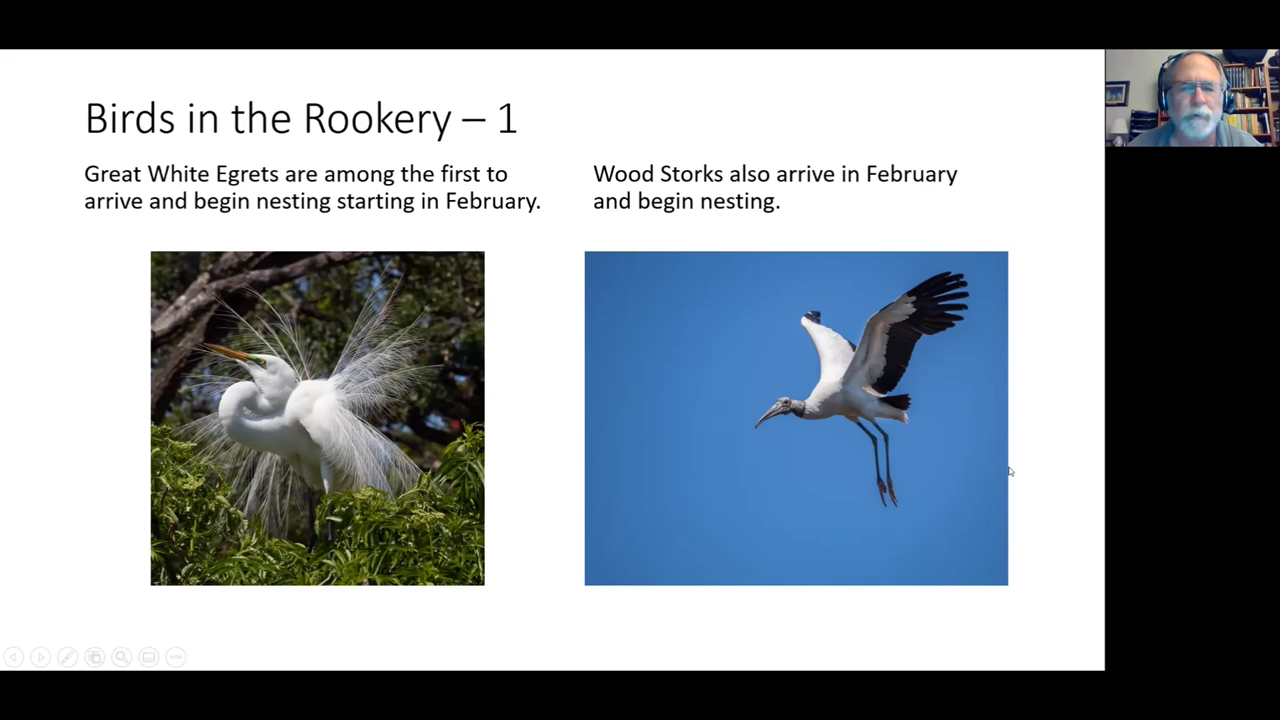 Birds in the Rookery – 1
Great White Egrets are among the first to
arrive and begin nesting starting in February.
Wood Storks also arrive in February
and begin nesting.